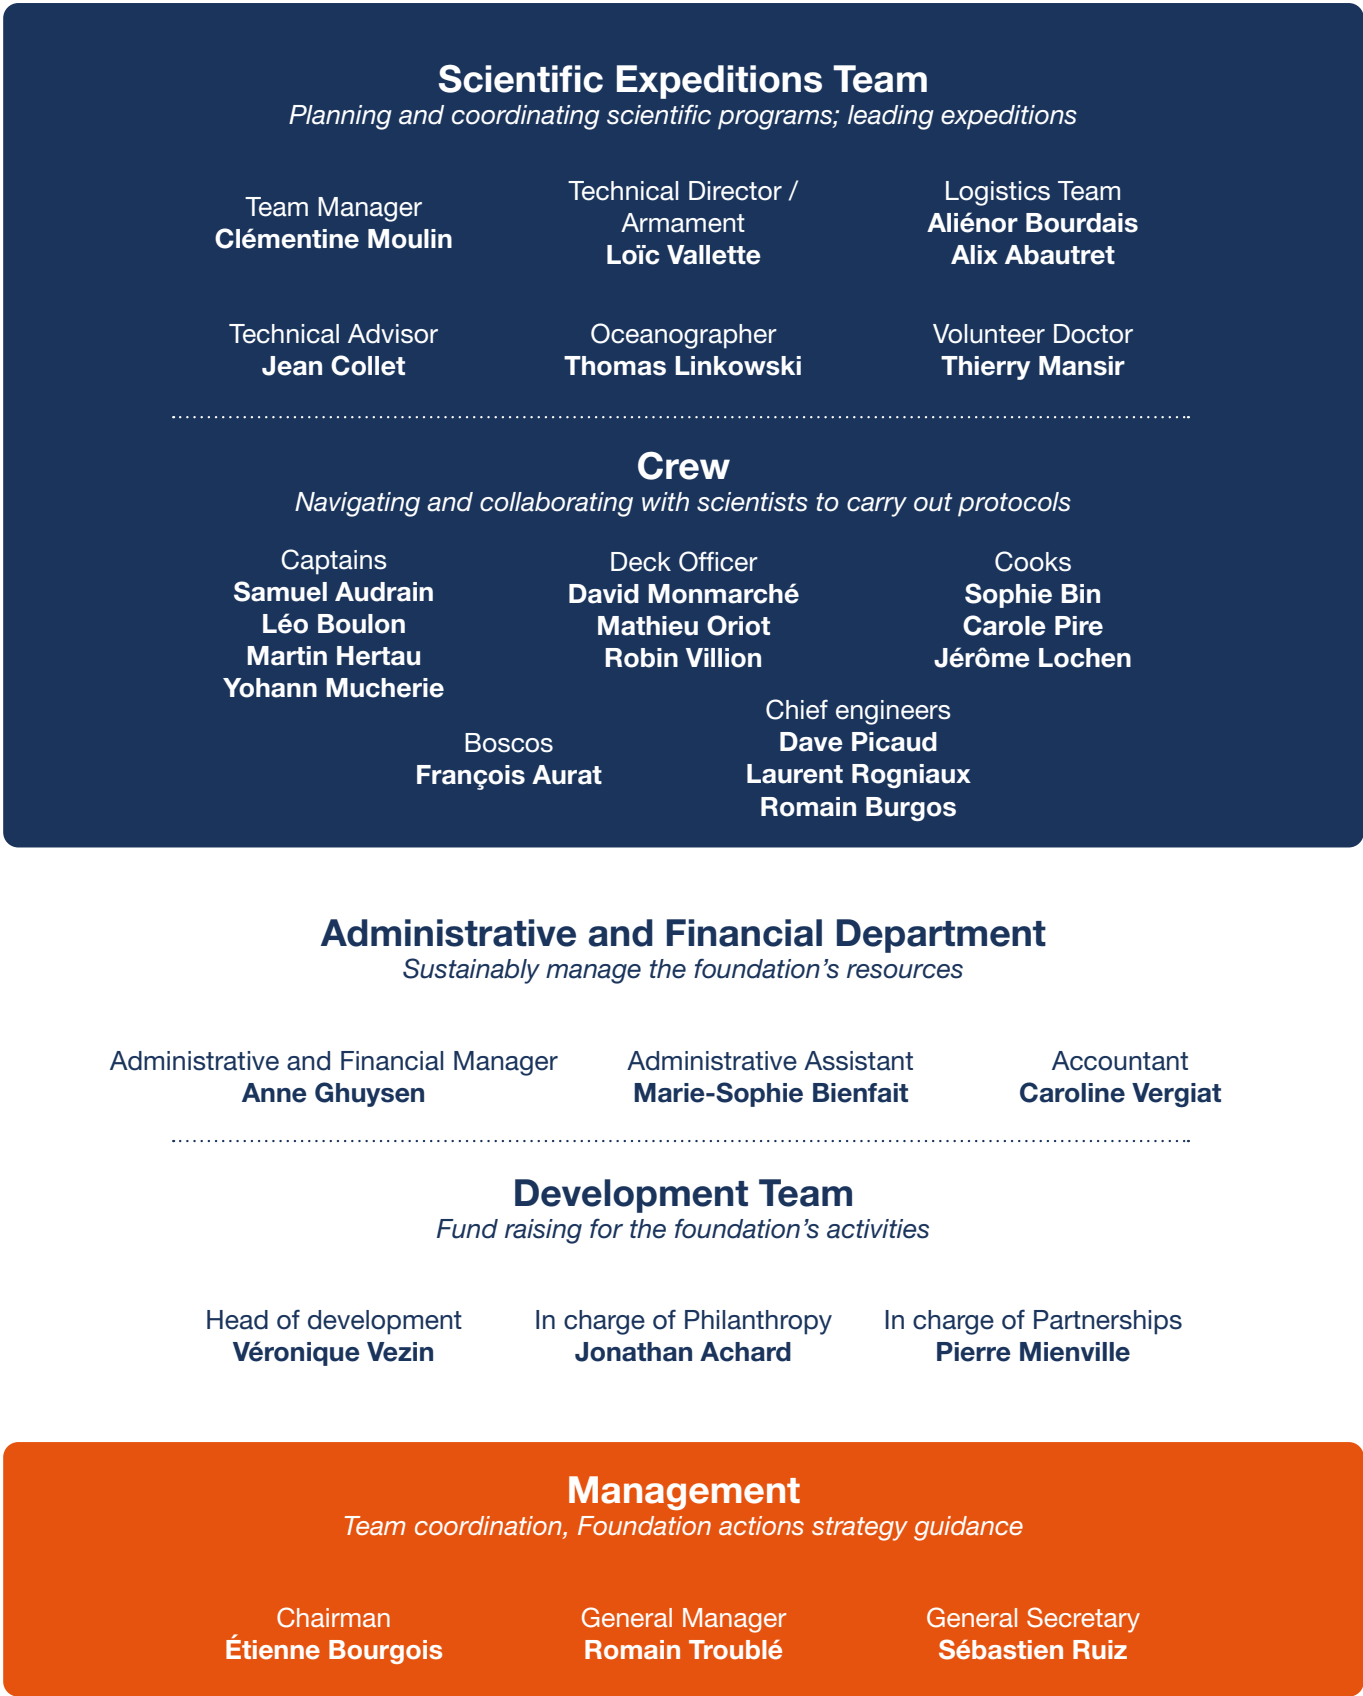 Scientific Expeditions Team
Planning and coordinating scientific programs; leading expeditions
Team Manager
Clémentine Moulin
Technical Director /
Armament
Loïc Vallette
Logistics Team
Aliénor Bourdais
Alix Abautret
Technical Advisor
Jean Collet
Oceanographer
Thomas Linkowski
Volunteer Doctor
Thierry Mansir
Crew
Navigating and collaborating with scientists to carry out protocols
Captains
Samuel Audrain
Léo Boulon
Martin Hertau
Yohann Mucherie
Deck Officer
David Monmarché
Mathieu Oriot
Robin Villion
Cooks
Sophie Bin
Carole Pire
Jérôme Lochen
Boscos
François Aurat
Chief engineers
Dave Picaud
Laurent Rogniaux
Romain Burgos
Administrative and Financial Department
Sustainably manage the foundation’s resources
Administrative and Financial Manager
Anne Ghuysen
Administrative Assistant
Marie-Sophie Bienfait
Accountant
Caroline Vergiat
Development Team
Fund raising for the foundation’s activities
Head of development
Véronique Vezin
In charge of Philanthropy
Jonathan Achard
In charge of Partnerships
Pierre Mienville
Management
Team coordination, Foundation actions strategy guidance
Chairman
Étienne Bourgois
General Manager
Romain Troublé
General Secretary
Sébastien Ruiz